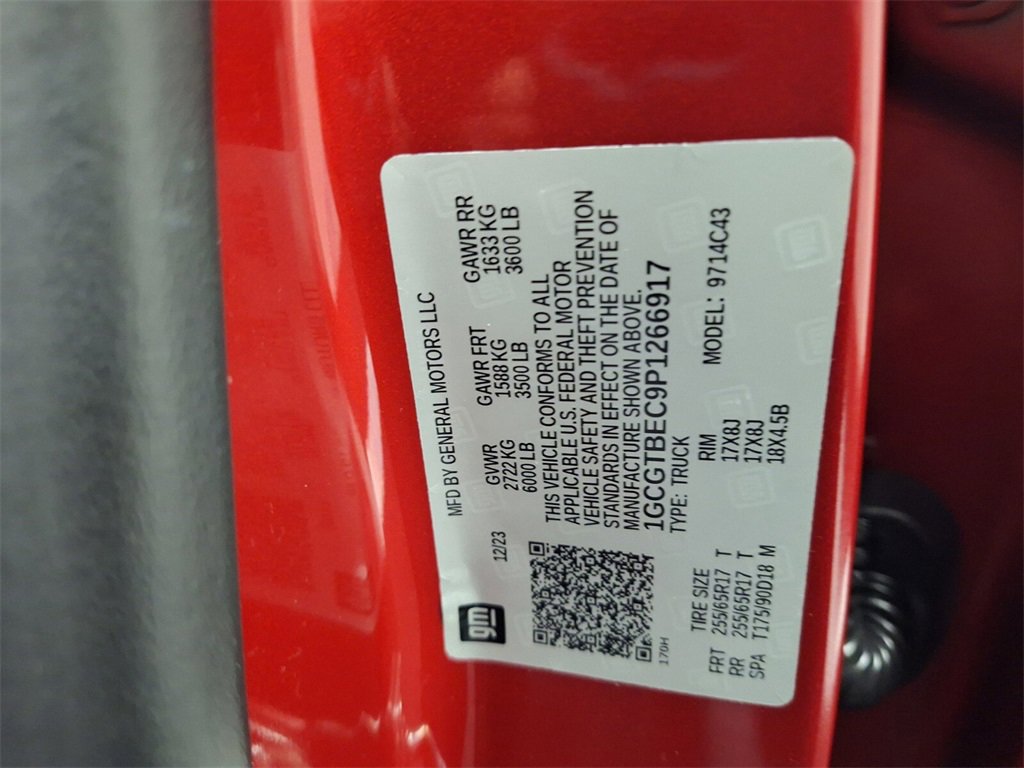 gm
MFD BY GENERAL MOTORS LLC
12/23
GVWR GAWR FRT GAWR RR
2722 KG 1588 KG 1633 KG
6000 LB 3500 LB 3600 LB
THIS VEHICLE CONFORMS TO ALL
APPLICABLE U.S. FEDERAL MOTOR
VEHICLE SAFETY AND THEFT PREVENTION
STANDARDS IN EFFECT ON THE DATE OF
MANUFACTURE SHOWN ABOVE.
1GCGTBEC9P1266917
TYPE: TRUCK
170H
MODEL: 9714C43
TIRE SIZE RIM
FRT 255/65R17 T 17X8J
RR 255/65R17 T 17X8J
SPA T175/90D18 M 18X4.5B